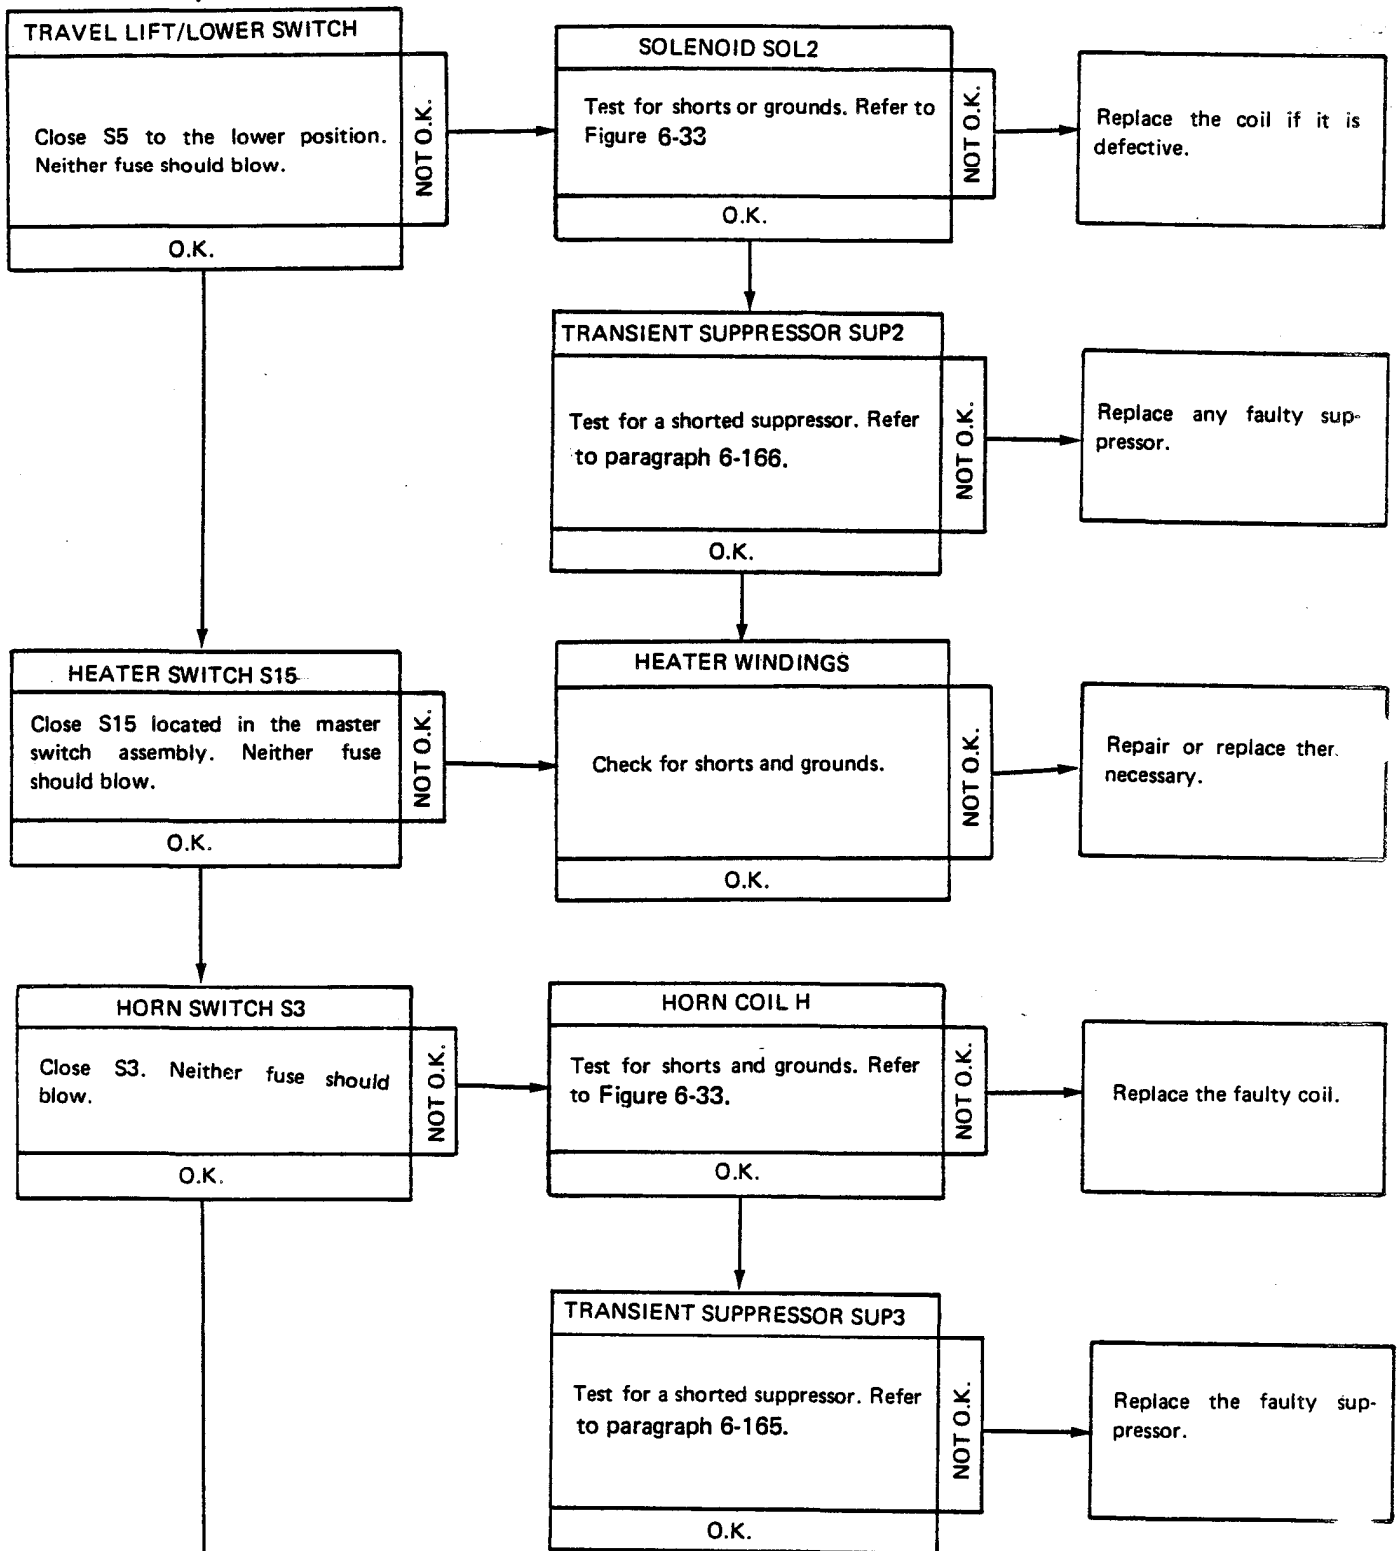 TRAVEL LIFT/LOWER SWITCH
Close S5 to the lower position.
Neither fuse should blow.
NOT O.K.
O.K.
SOLENOID SOL2
Test for shorts or grounds. Refer to
Figure 6-33
NOT O.K.
O.K.
Replace the coil if it is
defective.
TRANSIENT SUPPRESSOR SUP2
Test for a shorted suppressor. Refer
to paragraph 6-166.
NOT O.K.
O.K.
Replace any faulty sup-
pressor.
HEATER SWITCH S15
Close S15 located in the master
switch assembly. Neither fuse
should blow.
NOT O.K.
O.K.
HEATER WINDINGS
Check for shorts and grounds.
NOT O.K.
O.K.
Repair or replace
necessary.
HORN SWITCH S3
Close S3. Neither fuse should
blow.
NOT O.K.
O.K.
HORN COIL H
Test for shorts and grounds. Refer
to Figure 6-33.
NOT O.K.
O.K.
Replace the faulty coil.
TRANSIENT SUPPRESSOR SUP3
Test for a shorted suppressor. Refer
to paragraph 6-165.
NOT O.K.
O.K.
Replace the faulty sup-
pressor.